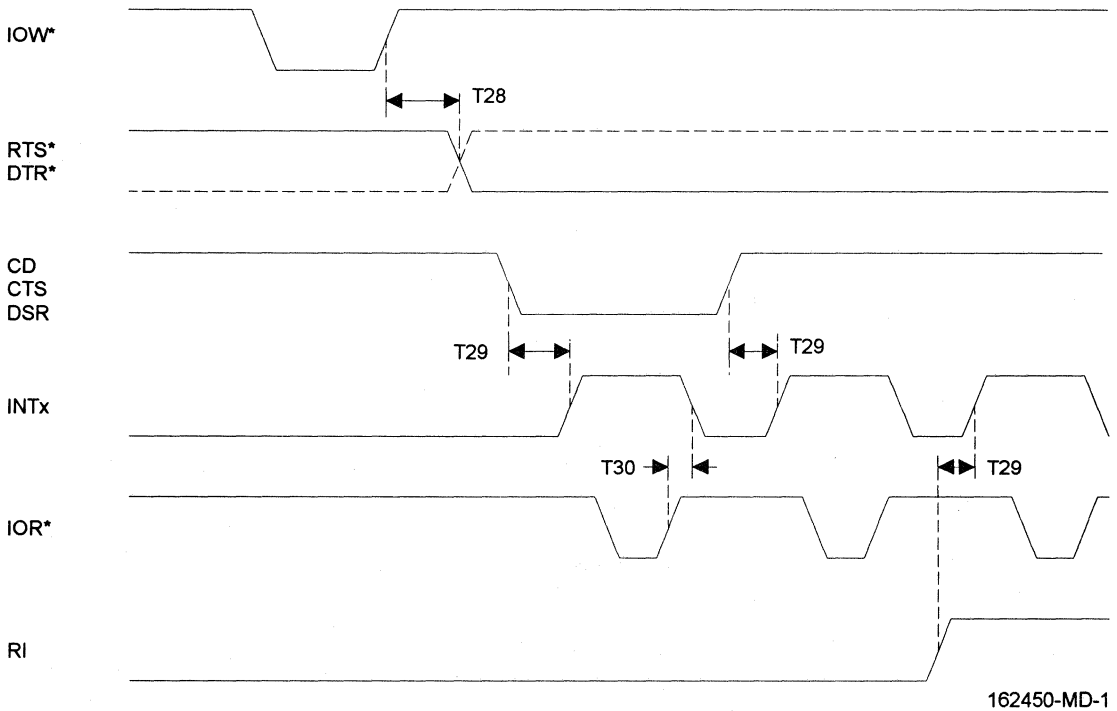 IOW*
T28
RTS*
DTR*
CD
CTS
DSR
T29
T29
INTx
T30
T29
IOR*
RI
162450-MD-1